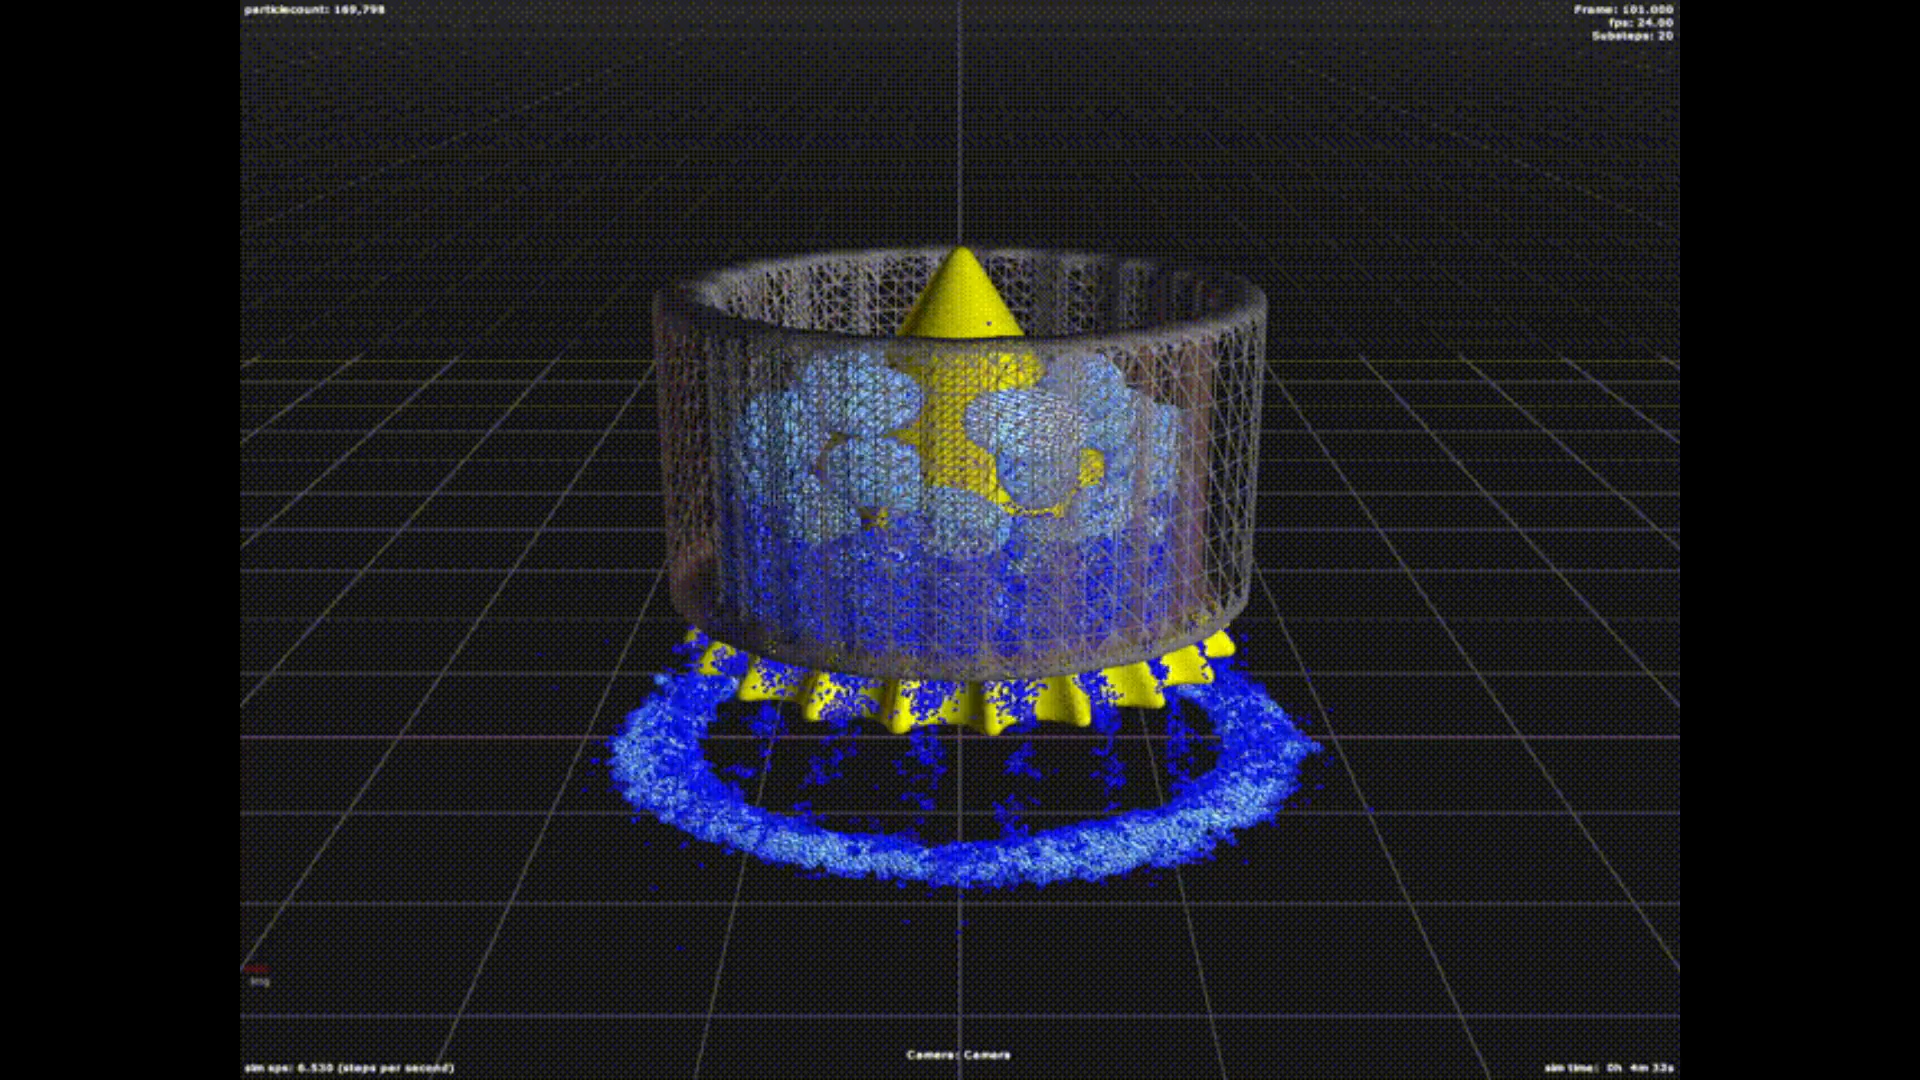 particlecount: 169,798
Frame: 101.000
fps: 24.00
Substeps: 20
Camera: Camera
sim sps: 6.530 (steps per second)
sim time: 0h 4m 33s